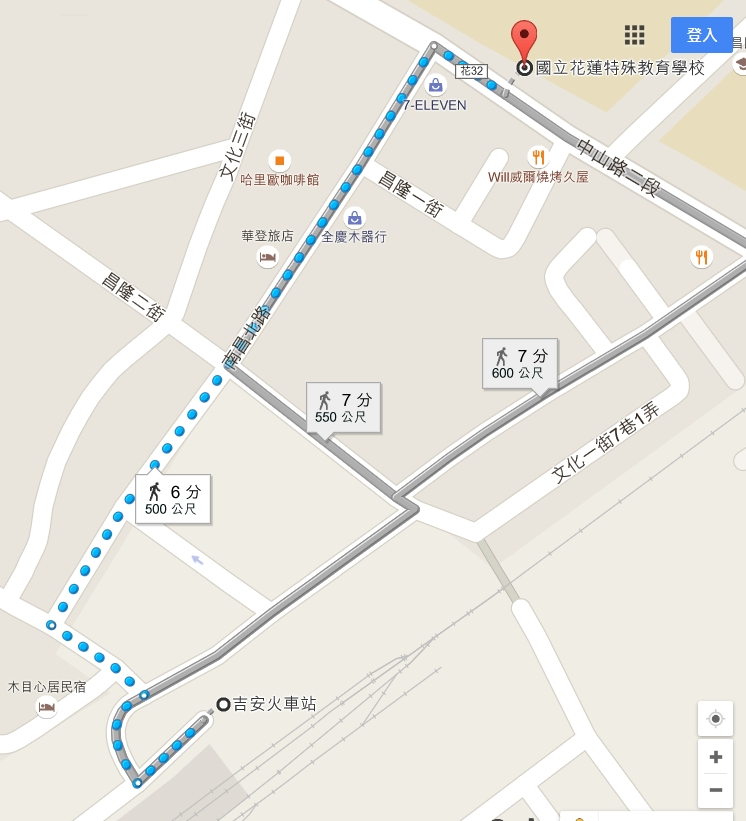 登入
國立花蓮特殊教育學校
花32
7-ELEVEN
文化三街
中山路二段
哈里歐咖啡館
昌隆一街
Will威爾燒烤久屋
華登旅店
全慶木器行
昌隆二街
南昌北路
7 分
600 公尺
7 分
550 公尺
文化一街7巷1弄
6 分
500 公尺
木目心居民宿
吉安火車站